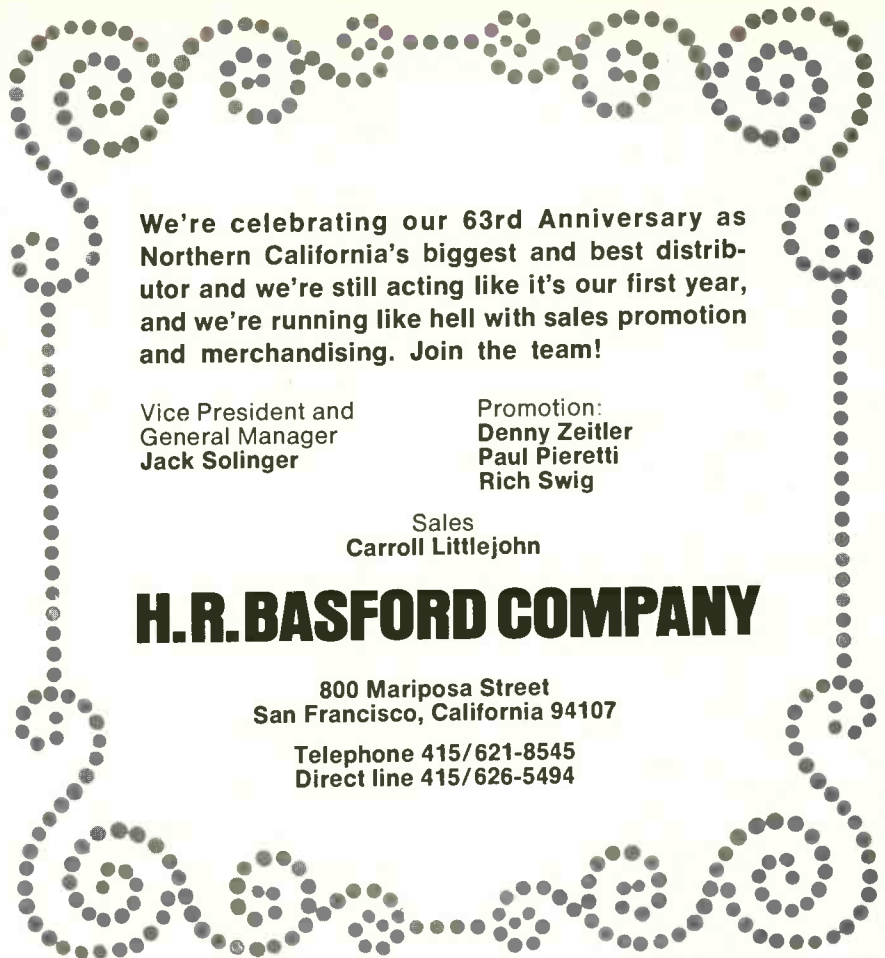 We're celebrating our 63rd Anniversary as
Northern California's biggest and best distrib-
utor and we're still acting like it's our first year,
and we're running like hell with sales promotion
and merchandising. Join the team!
Vice President and
General Manager
Jack Solinger
Promotion:
Denny Zeitler
Paul Pieretti
Rich Swig
Sales
Carroll Littlejohn
H.R. BASFORD COMPANY
800 Mariposa Street
San Francisco, California 94107
Telephone 415/621-8545
Direct line 415/626-5494